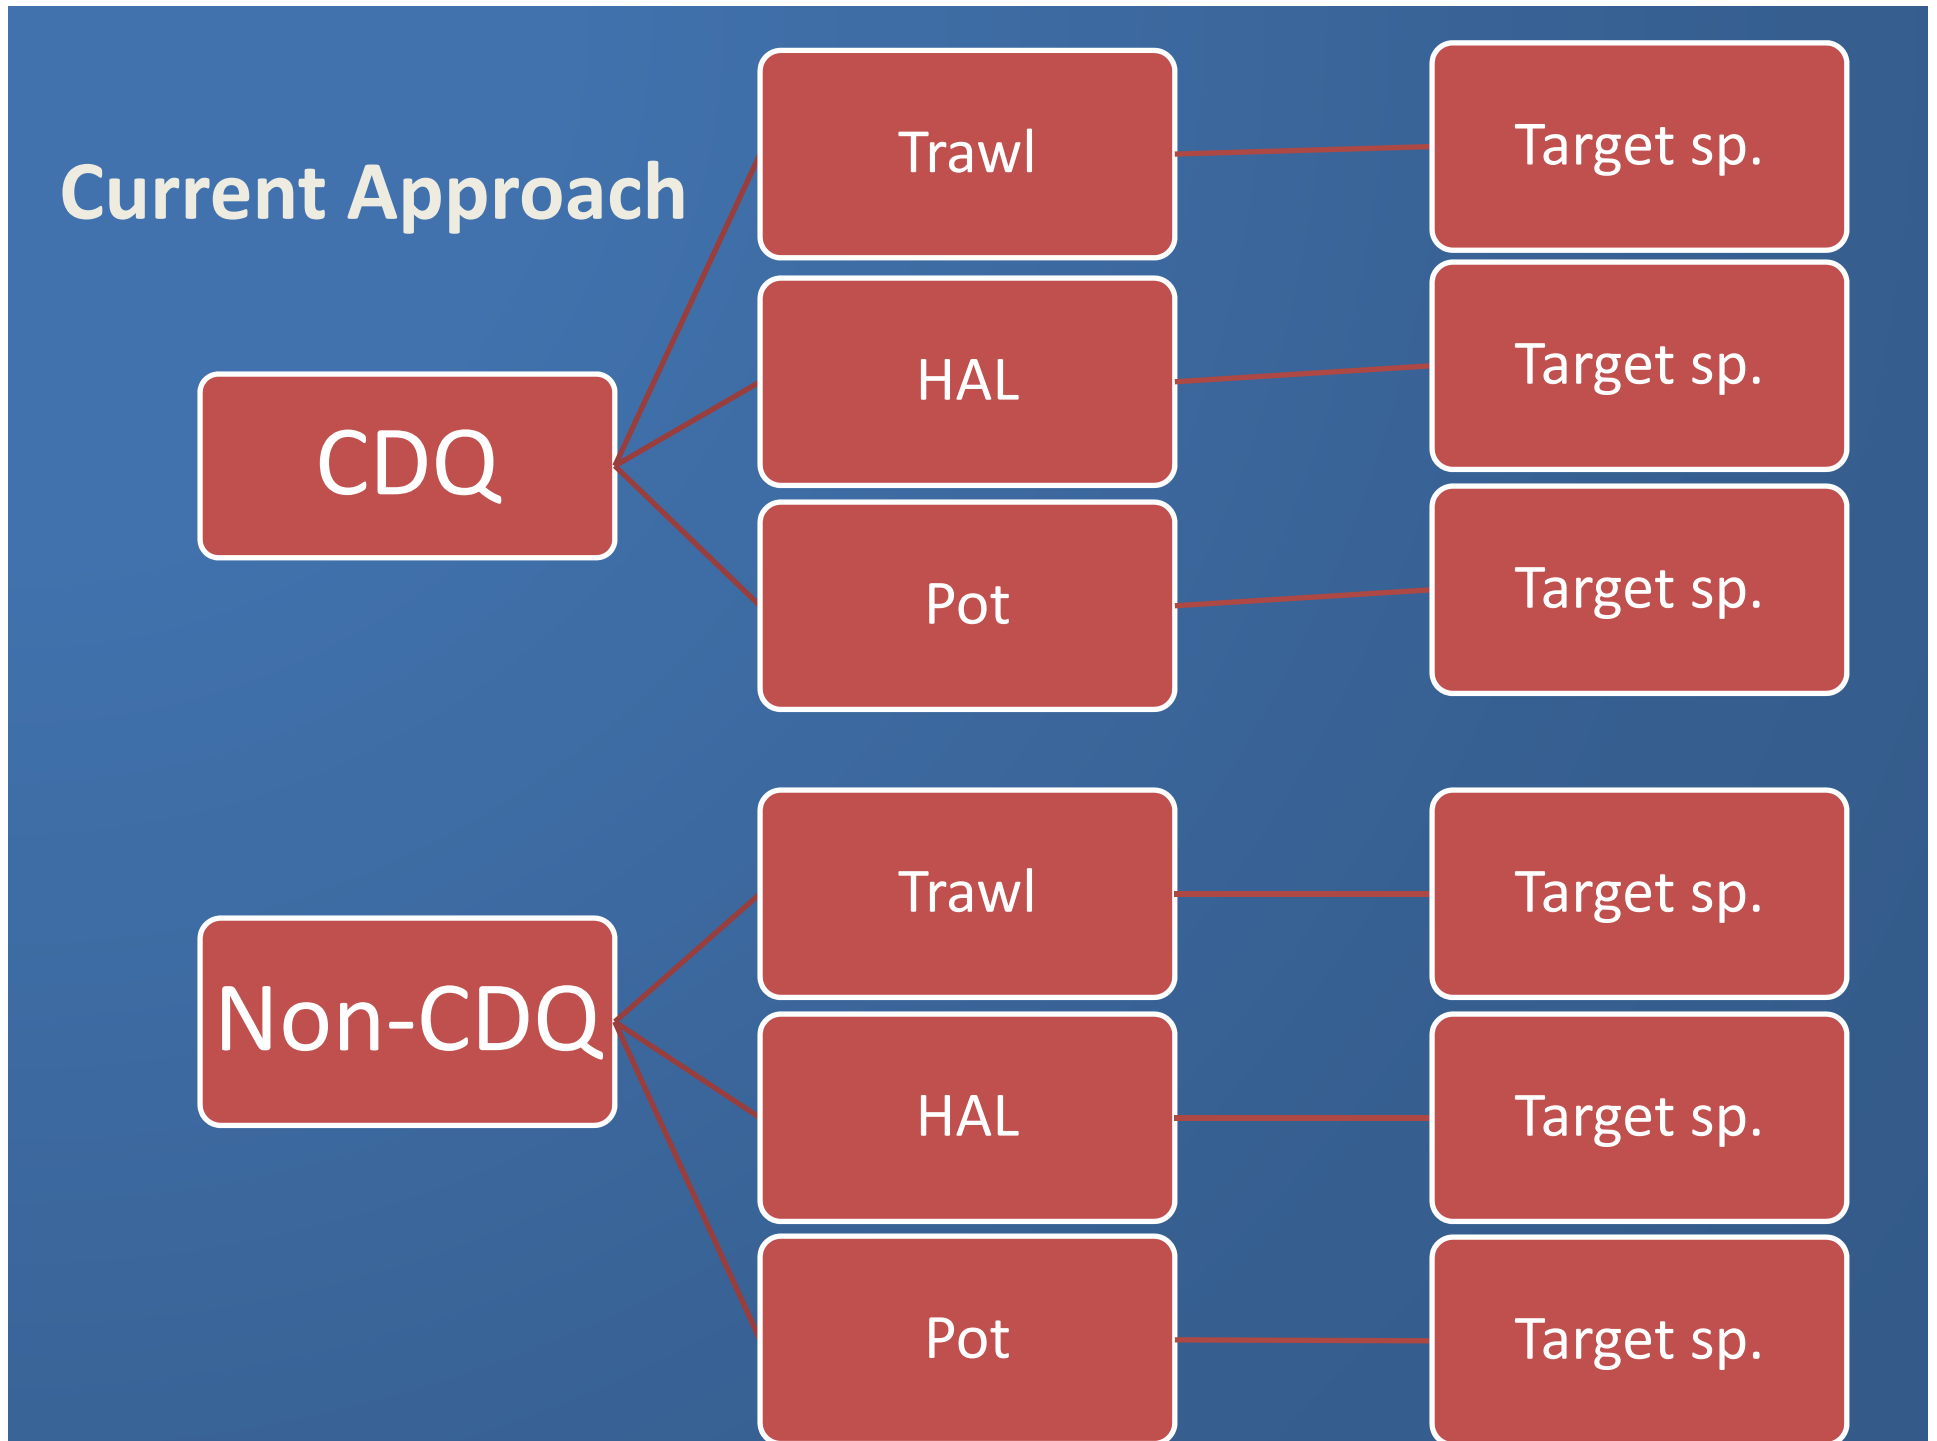 Current Approach
CDQ
Trawl
Target sp.
HAL
Target sp.
Pot
Target sp.
Non-CDQ
Trawl
Target sp.
HAL
Target sp.
Pot
Target sp.